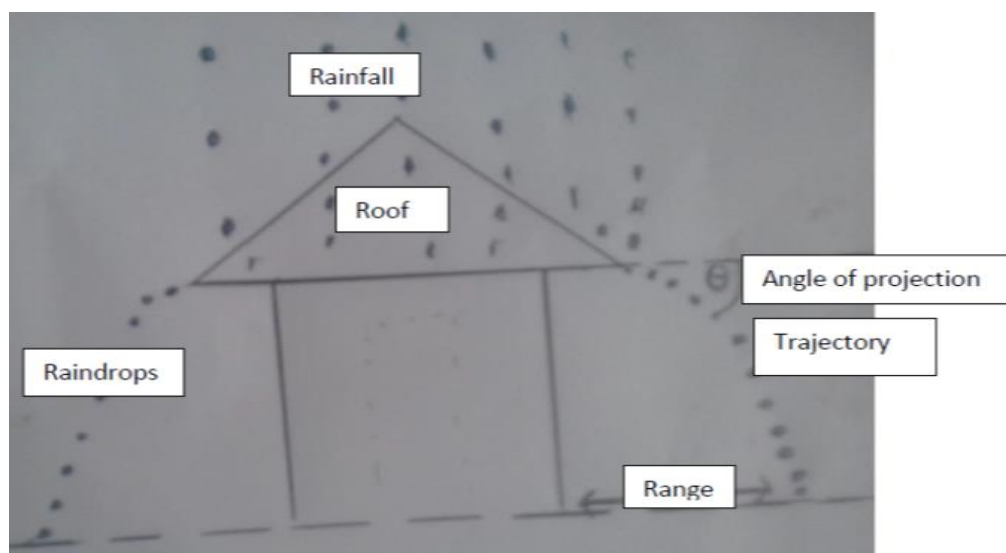 Rainfall
Roof
θ
Angle of projection
Trajectory
Raindrops
Range